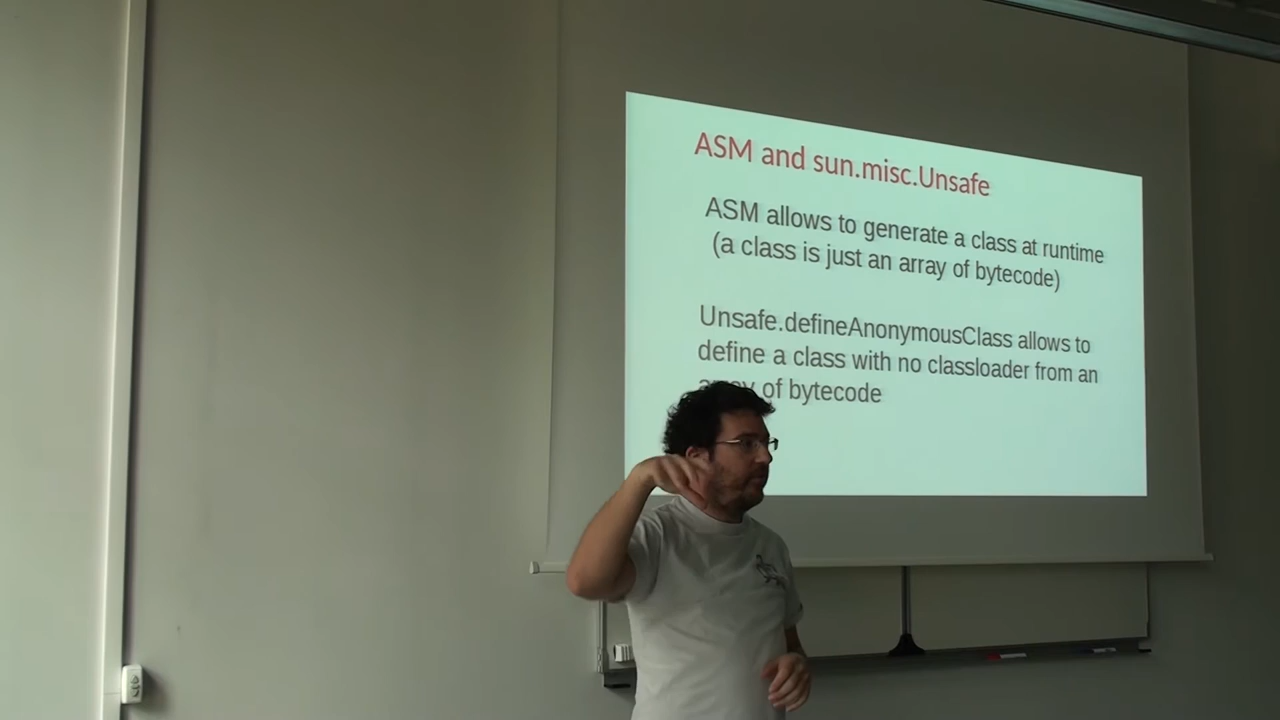 ASM and sun.misc.Unsafe
ASM allows to generate a class at runtime
(a class is just an array of bytecode)
Unsafe.defineAnonymousClass allows to
define a class with no classloader from an
array of bytecode